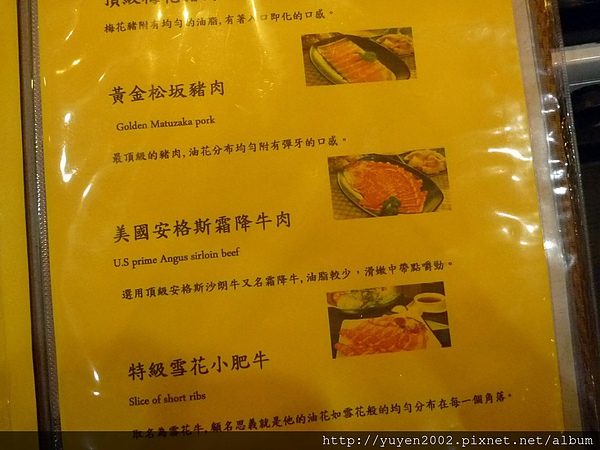 頂級梅花豬
梅花豬附有均勻的油脂,有著入口即化的口感。
黃金松坂豬肉
Golden Matuzaka pork
最頂級的豬肉,油花分布均勻附有彈牙的口感。
美國安格斯霜降牛肉
U.S prime Angus sirloin beef
選用頂級安格斯沙朗牛又名霜降牛,油脂較少,滑嫩中帶點嚼勁。
特級雪花小肥牛
Slice of short ribs
取名為雪花牛,顧名思義就是他的油花如雪花般的均勻分布在每一個角落。
http://yuyen2002.pixnet.net/album